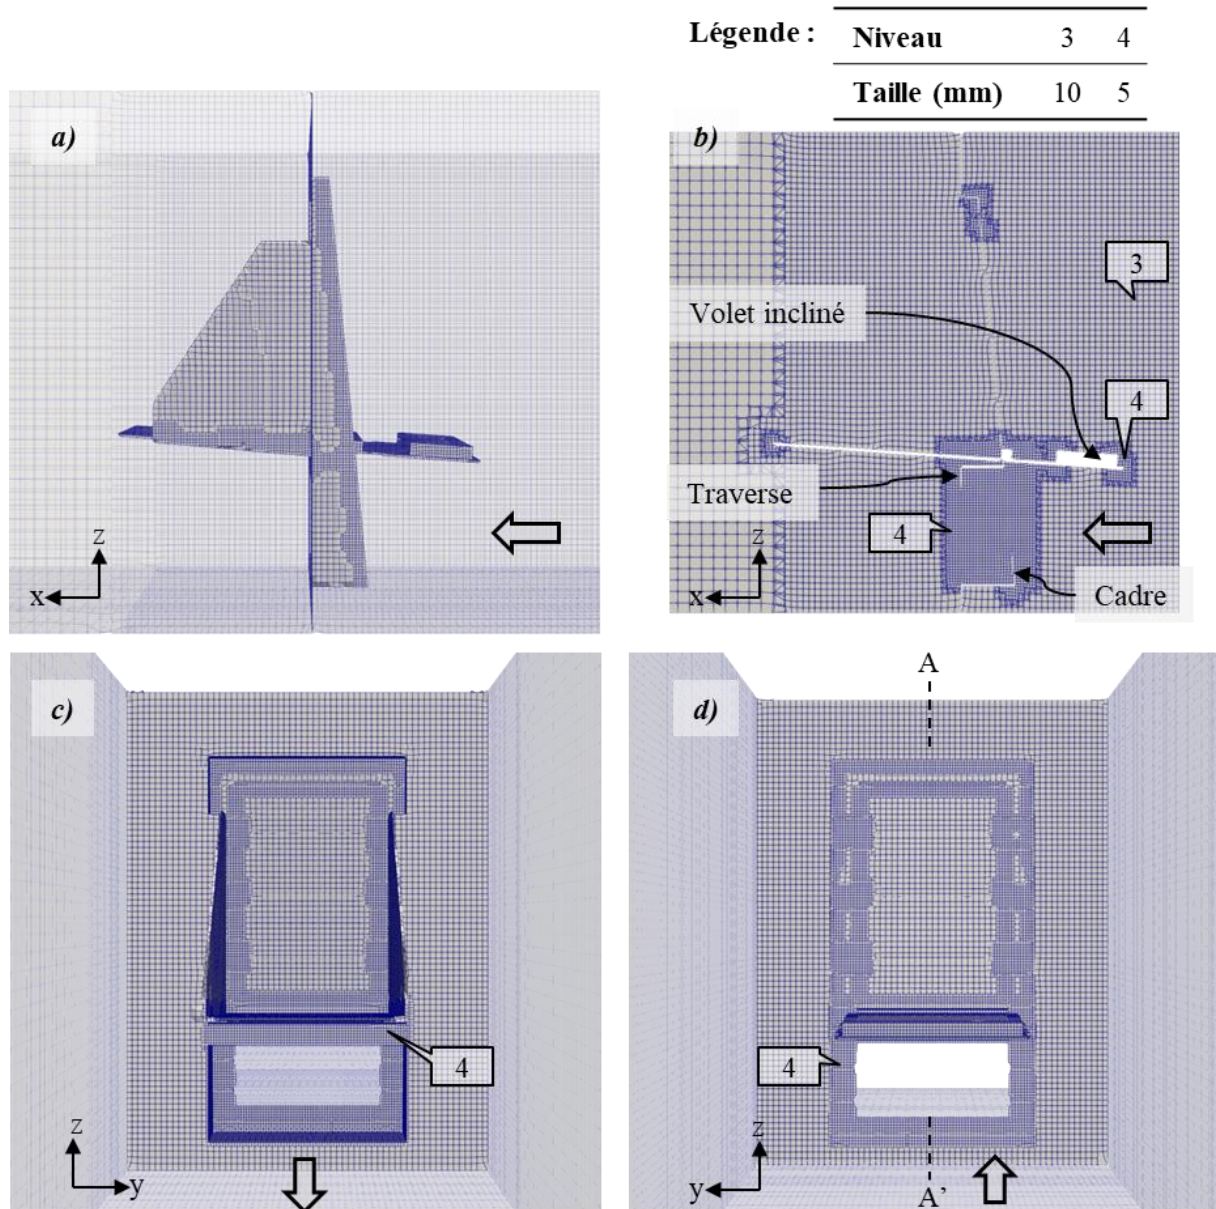 Légende :
Niveau 3 4
Taille (mm) 10 5
a)
b)
3
Volet incliné
4
Traverse
4
z
x
z
x
Cadre
c)
A
d)
4
4
z
y
z
y
A’